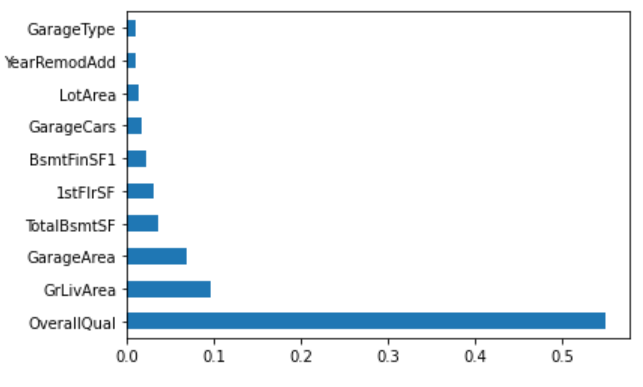 GarageType
YearRemodAdd
LotArea
GarageCars
BsmtFinSF1
1stFlrSF
TotalBsmtSF
GarageArea
GrLivArea
OverallQual
0.0 0.1 0.2 0.3 0.4 0.5